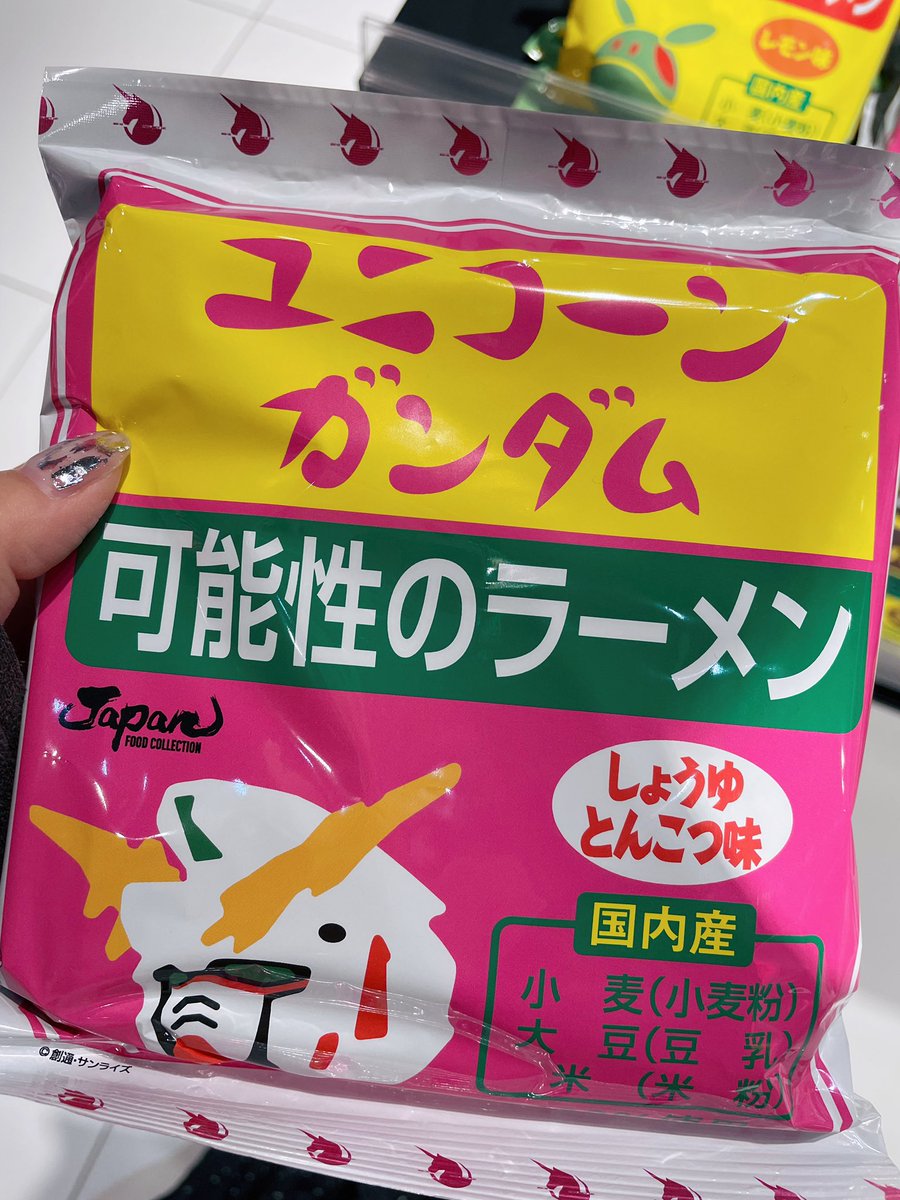 レモン味
国内産
ユニコーン
ガンダム
可能性のラーメン
Japan
FOOD COLLECTION
しょうゆ
とんこつ味
国内産
小麦(小麦粉)
大豆(豆乳)
米(米粉)
©創通・サンライズ